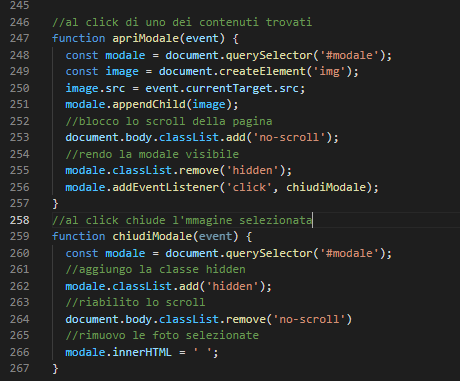 245
246 //al click di uno dei contenuti trovati
247 function apriModale(event) {
248 const modale = document.querySelector('#modale');
249 const image = document.createElement('img');
250 image.src = event.currentTarget.src;
251 modale.appendChild(image);
252 //blocco lo scroll della pagina
253 document.body.classList.add('no-scroll');
254 //rendo la modale visibile
255 modale.classList.remove('hidden');
256 modale.addEventListener('click', chiudiModale);
257 }
258 //al click chiude l'mmagine selezionata
259 function chiudiModale(event) {
260 const modale = document.querySelector('#modale');
261 //aggiungo la classe hidden
262 modale.classList.add('hidden');
263 //riabilito lo scroll
264 document.body.classList.remove('no-scroll')
265 //rimuovo le foto selezionate
266 modale.innerHTML = ' ';
267 }